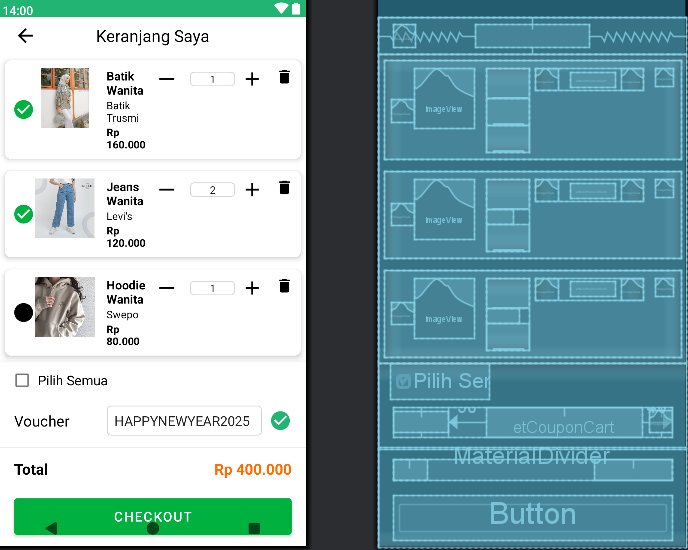 14:00
Keranjang Saya
Batik
Wanita
1
Batik
Trusmi
Rp
160.000
Jeans
Wanita
2
Levi's
Rp
120.000
Hoodie
Wanita
1
Swepo
Rp
80.000
Pilih Semua
Voucher
HAPPYNEWYEAR2025
Total
Rp 400.000
CHECKOUT
ImageView
ImageView
ImageView
Pilih Ser
etCouponCart
MaterialDivider
Button